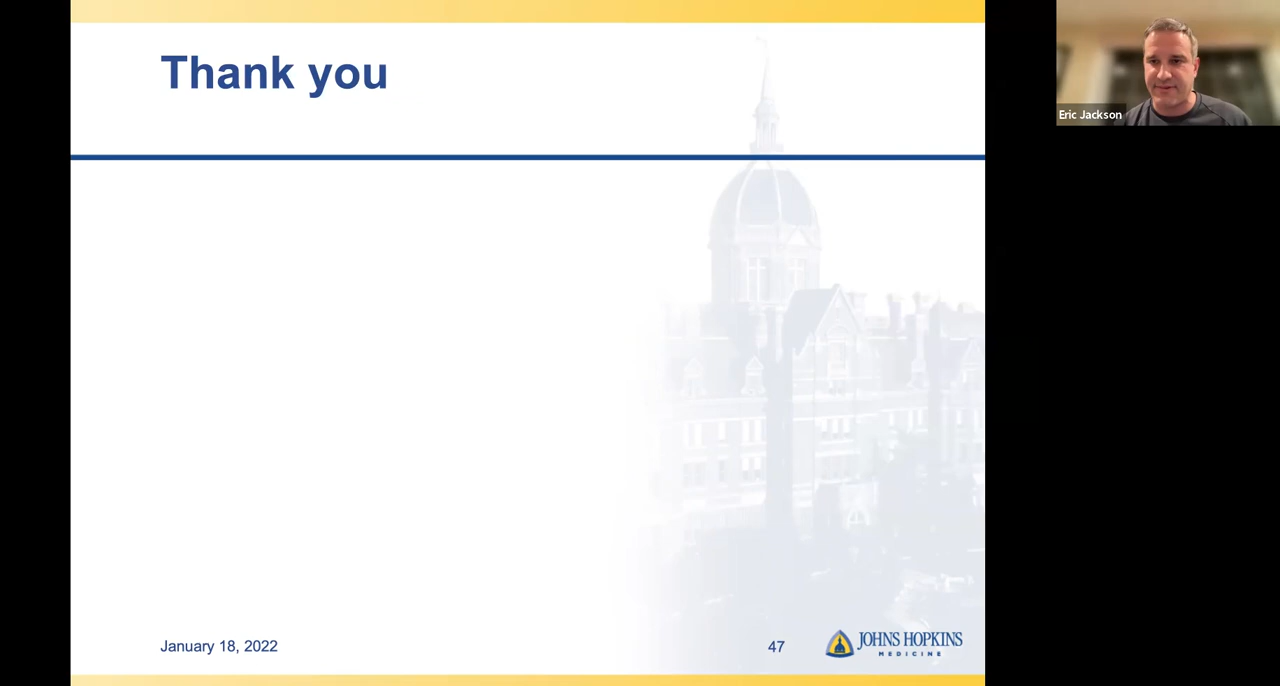 Thank you
Eric Jackson
January 18, 2022
47
JOHNS HOPKINS
MEDICINE